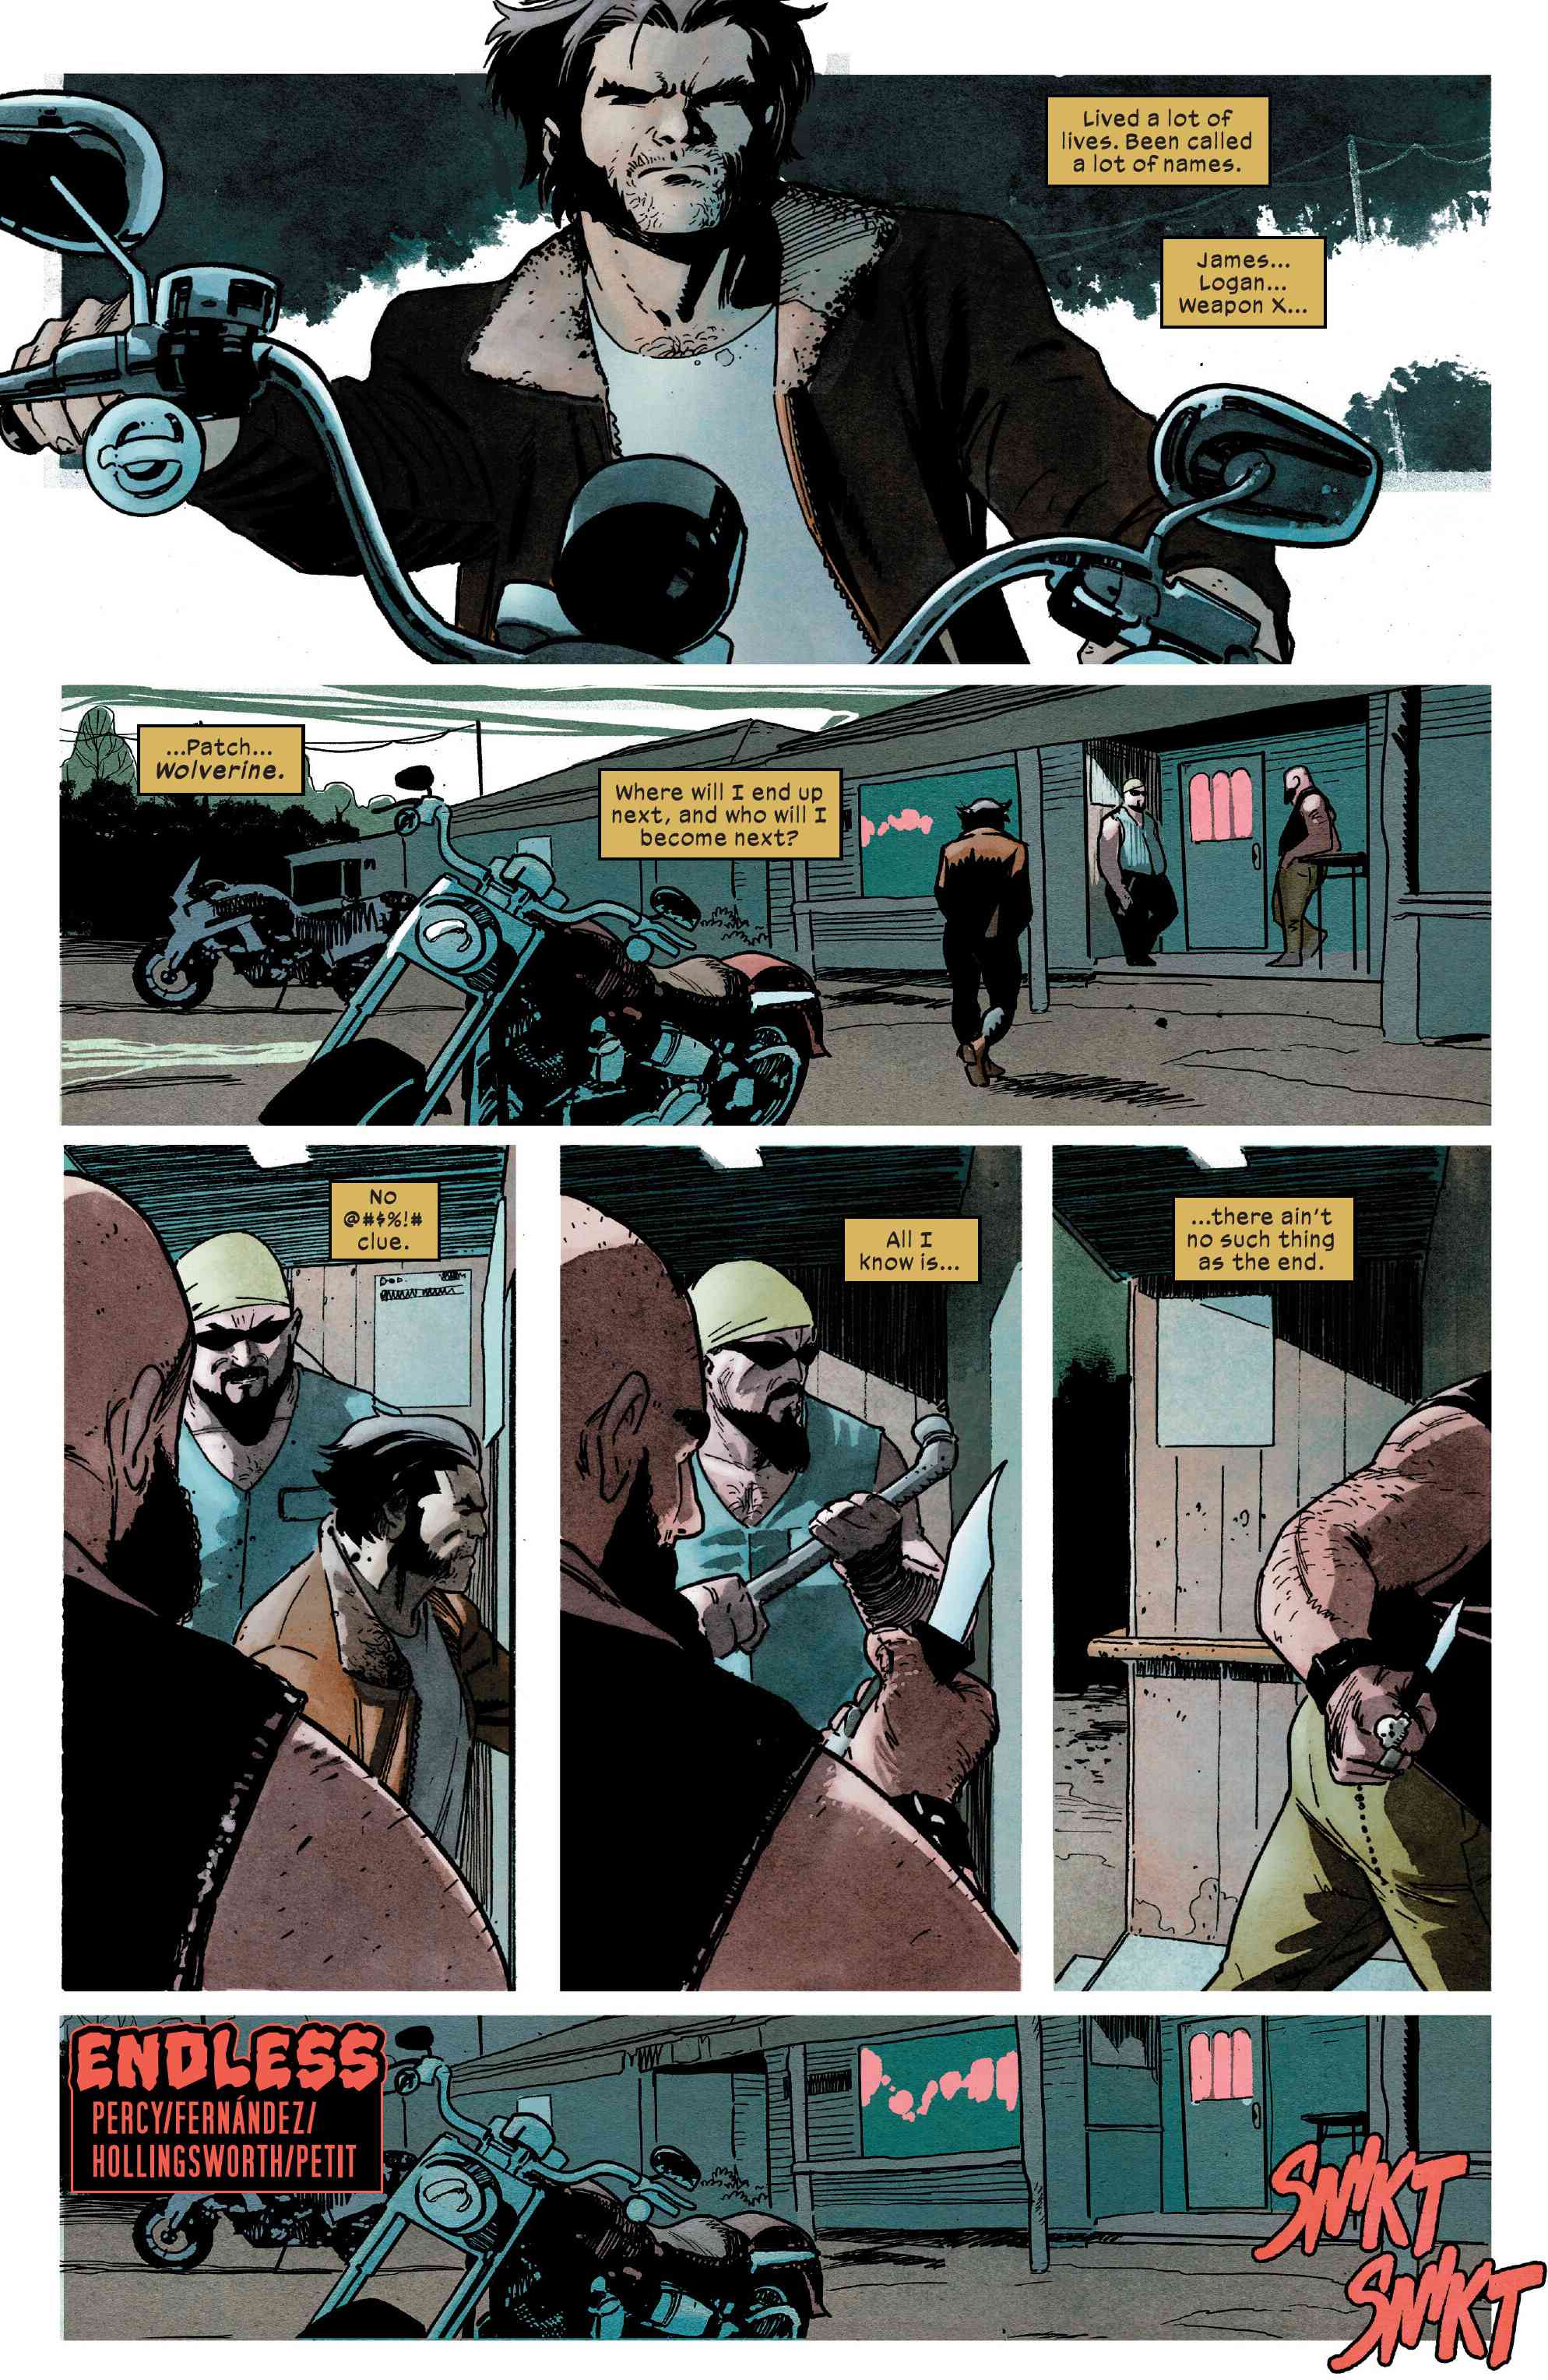 Lived a lot of
lives. Been called
a lot of names.
James...
Logan...
Weapon X...
...Patch...
Wolverine.
Where will I end up
next, and who will I
become next?
No
@#$%!#
clue.
D.O.D.
All I
know is...
...there ain't
no such thing
as the end.
ENDLESS
PERCY/FERNÁNDEZ/
HOLLINGSWORTH/PETIT
SNIKT
SNIKT